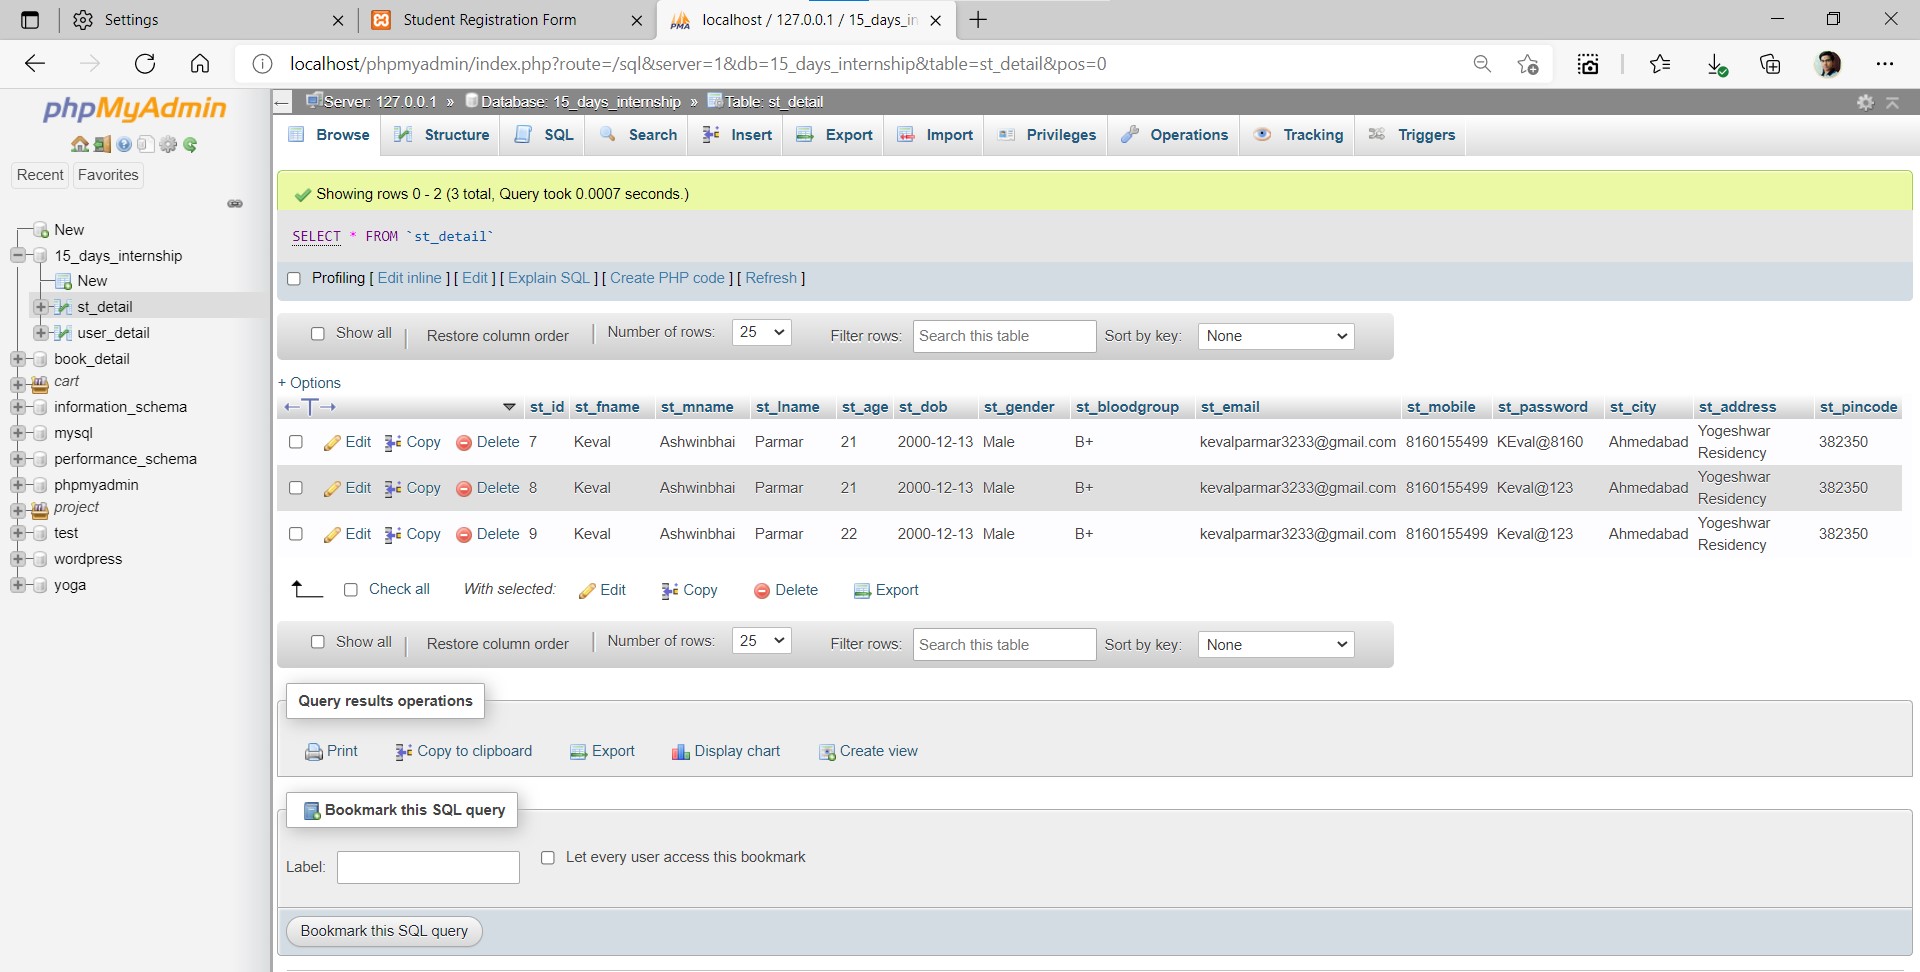 Settings
Student Registration Form
localhost / 127.0.0.1 / 15_days_in
localhost/phpmyadmin/index.php?route=/sql&server=1&db=15_days_internship&table=st_detail&pos=0
phpMyAdmin
Recent Favorites
New
15_days_internship
New
st_detail
user_detail
book_detail
cart
information_schema
mysql
performance_schema
phpmyadmin
project
test
wordpress
yoga
Server: 127.0.0.1 » Database: 15_days_internship » Table: st_detail
Browse Structure SQL Search Insert Export Import Privileges Operations Tracking Triggers
Showing rows 0 - 2 (3 total, Query took 0.0007 seconds.)
SELECT * FROM `st_detail`
Profiling [ Edit inline ] [ Edit ] [ Explain SQL ] [ Create PHP code ] [ Refresh ]
Show all Restore column order Number of rows: 25 Filter rows: Search this table Sort by key: None
+ Options
←T→ st_id st_fname st_mname st_lname st_age st_dob st_gender st_bloodgroup st_email st_mobile st_password st_city st_address st_pincode
Edit Copy Delete 7 Keval Ashwinbhai Parmar 21 2000-12-13 Male B+ kevalparmar3233@gmail.com 8160155499 KEval@8160 Ahmedabad Yogeshwar Residency 382350
Edit Copy Delete 8 Keval Ashwinbhai Parmar 21 2000-12-13 Male B+ kevalparmar3233@gmail.com 8160155499 Keval@123 Ahmedabad Yogeshwar Residency 382350
Edit Copy Delete 9 Keval Ashwinbhai Parmar 22 2000-12-13 Male B+ kevalparmar3233@gmail.com 8160155499 Keval@123 Ahmedabad Yogeshwar Residency 382350
Check all With selected: Edit Copy Delete Export
Show all Restore column order Number of rows: 25 Filter rows: Search this table Sort by key: None
Query results operations
Print Copy to clipboard Export Display chart Create view
Bookmark this SQL query
Label: Let every user access this bookmark
Bookmark this SQL query